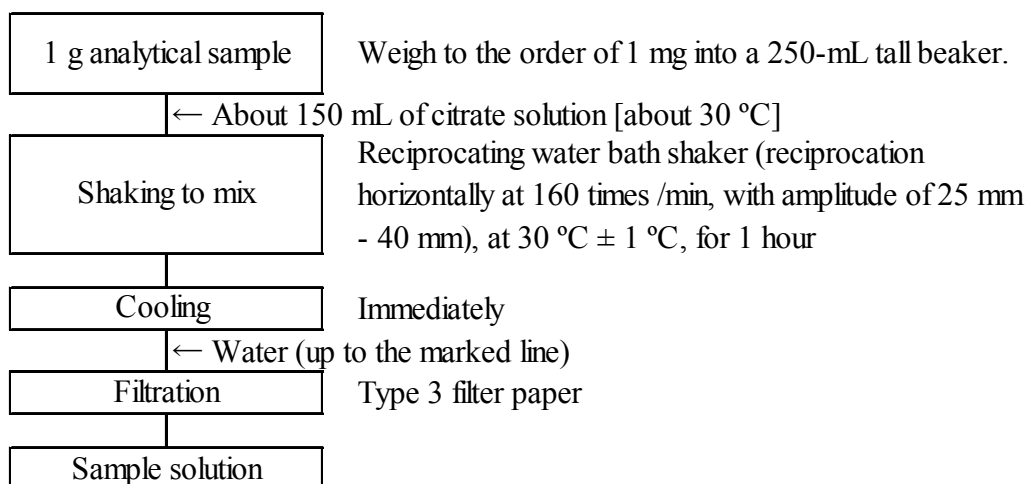 1 g analytical sample
Weigh to the order of 1 mg into a 250-mL tall beaker.
← About 150 mL of citrate solution [about 30 ºC]
Shaking to mix
Reciprocating water bath shaker (reciprocation
horizontally at 160 times /min, with amplitude of 25 mm
- 40 mm), at 30 ºC ± 1 ºC, for 1 hour
Cooling
Immediately
← Water (up to the marked line)
Filtration
Type 3 filter paper
Sample solution